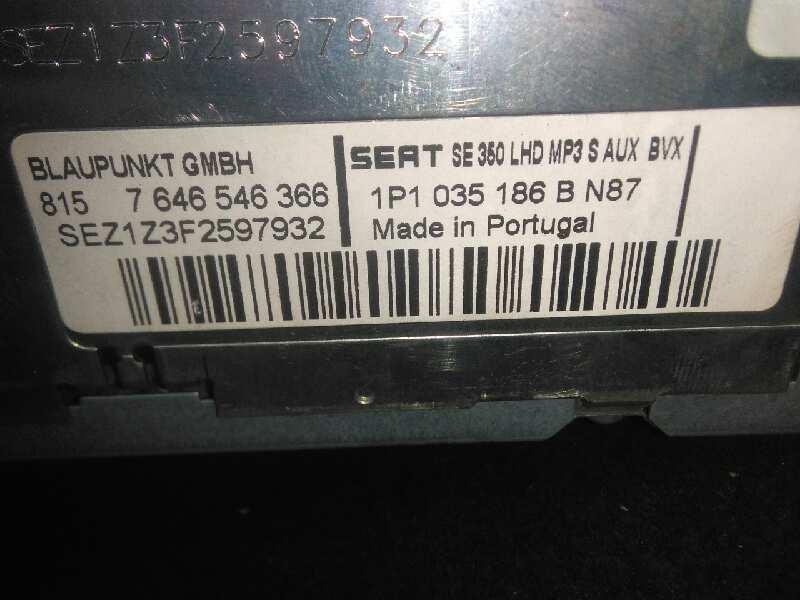 SEZ1Z3F2597932
BLAUPUNKT GMBH
815 7 646 546 366
SEZ1Z3F2597932
SEAT SE 350 LHD MP3 S AUX BVX
1P1 035 186 B N87
Made in Portugal